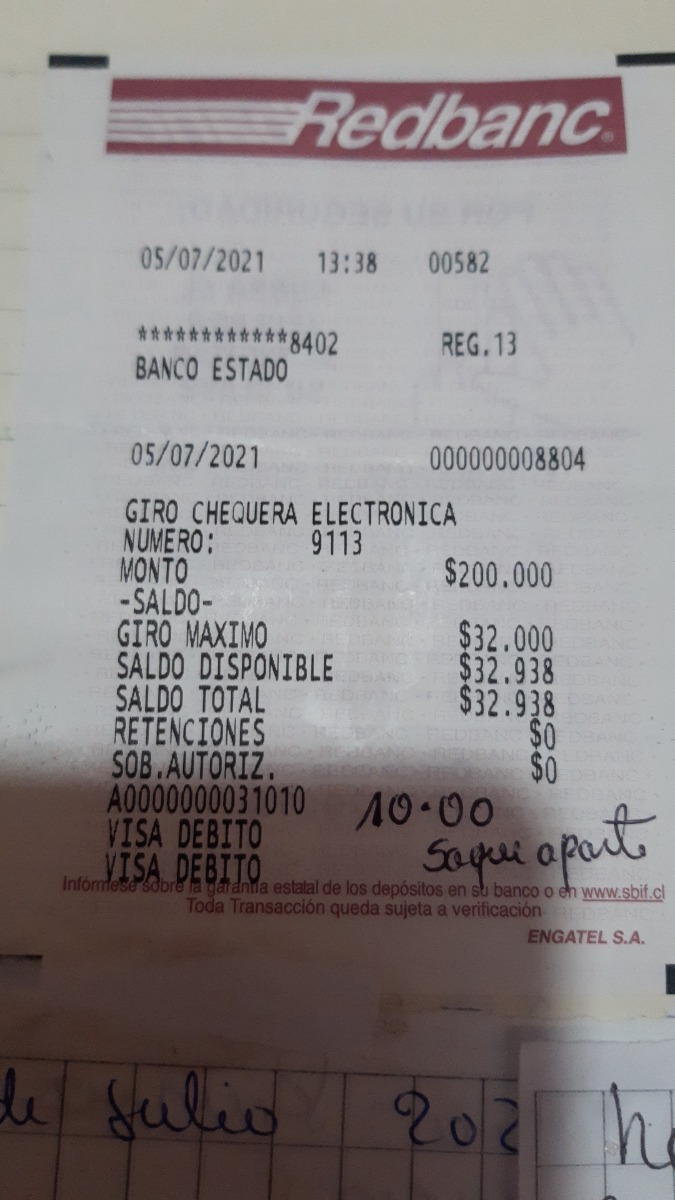 Redbanc®
05/07/2021 13:38 00582
************8402 REG.13
BANCO ESTADO
05/07/2021 000000008804
GIRO CHEQUERA ELECTRONICA
NUMERO: 9113
MONTO $200.000
-SALDO-
GIRO MAXIMO $32.000
SALDO DISPONIBLE $32.938
SALDO TOTAL $32.938
RETENCIONES $0
SOB.AUTORIZ. $0
A0000000031010 10.00
VISA DEBITO saque aparte
VISA DEBITO
Infórmese sobre la garantía estatal de los depósitos en su banco o en www.sbif.cl
Toda Transacción queda sujeta a verificación
ENGATEL S.A.
de Julio 202